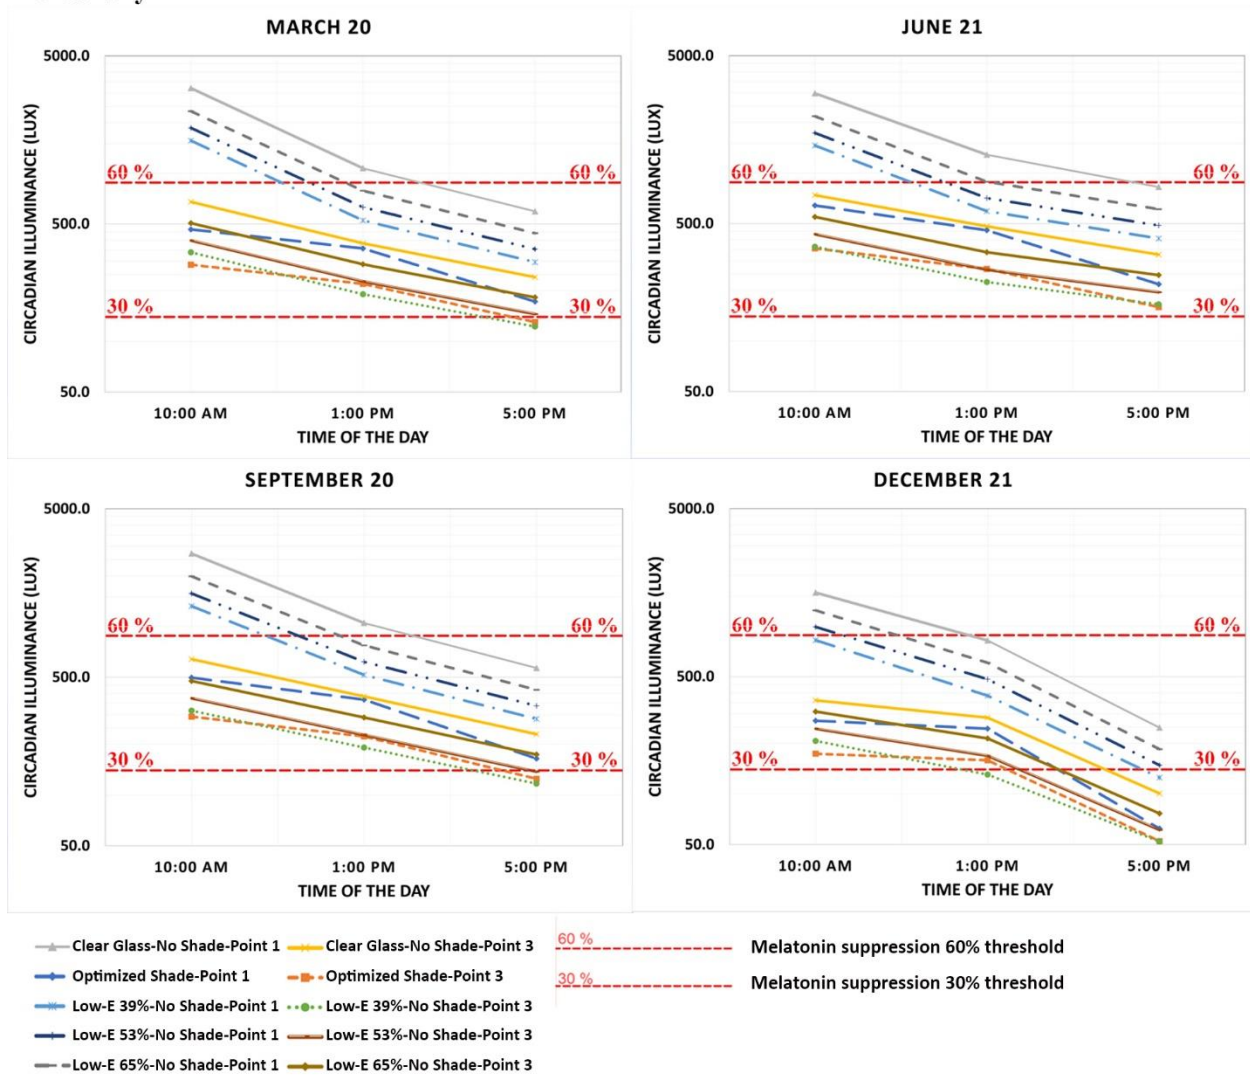 MARCH 20
5000.0
500.0
50.0
60 %
60 %
30 %
30 %
CIRCADIAN ILLUMINANCE (LUX)
10:00 AM
1:00 PM
5:00 PM
TIME OF THE DAY
JUNE 21
5000.0
500.0
50.0
60 %
60 %
30 %
30 %
CIRCADIAN ILLUMINANCE (LUX)
10:00 AM
1:00 PM
5:00 PM
TIME OF THE DAY
SEPTEMBER 20
5000.0
500.0
50.0
60 %
60 %
30 %
30 %
CIRCADIAN ILLUMINANCE (LUX)
10:00 AM
1:00 PM
5:00 PM
TIME OF THE DAY
DECEMBER 21
5000.0
500.0
50.0
60 %
60 %
30 %
30 %
CIRCADIAN ILLUMINANCE (LUX)
10:00 AM
1:00 PM
5:00 PM
TIME OF THE DAY
Clear Glass-No Shade-Point 1
Clear Glass-No Shade-Point 3
Optimized Shade-Point 1
Optimized Shade-Point 3
Low-E 39%-No Shade-Point 1
Low-E 39%-No Shade-Point 3
Low-E 53%-No Shade-Point 1
Low-E 53%-No Shade-Point 3
Low-E 65%-No Shade-Point 1
Low-E 65%-No Shade-Point 3
60 %
Melatonin suppression 60% threshold
30 %
Melatonin suppression 30% threshold